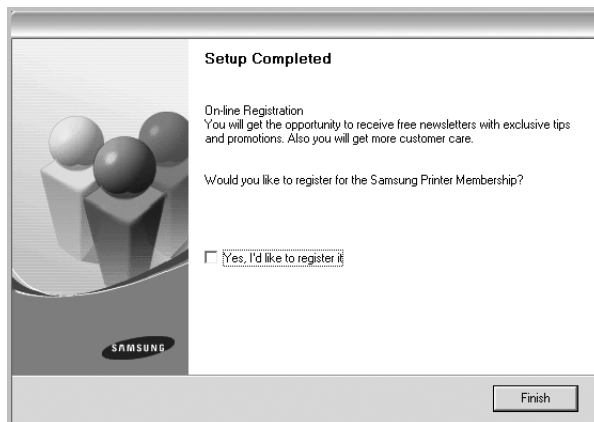 Setup Completed
On-line Registration
You will get the opportunity to receive free newsletters with exclusive tips
and promotions. Also you will get more customer care.
Would you like to register for the Samsung Printer Membership?
Yes, I'd like to register it
SAMSUNG
Finish